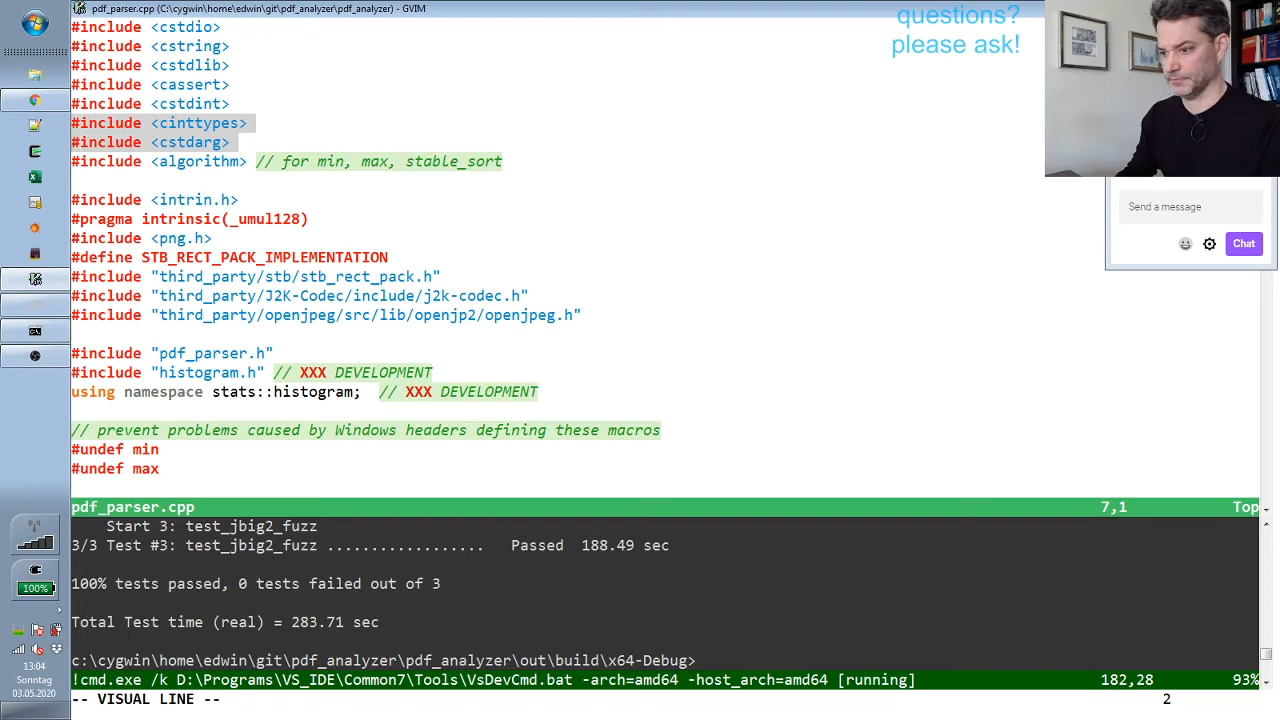 pdf_parser.cpp (C:\cygwin\home\edwin\git\pdf_analyzer\pdf_analyzer) - GVIM
#include <cstdio>
#include <cstring>
#include <cstdlib>
#include <cassert>
#include <cstdint>
#include <cinttypes>
#include <cstdarg>
#include <algorithm> // for min, max, stable_sort
#include <intrin.h>
#pragma intrinsic(_umul128)
#include <png.h>
#define STB_RECT_PACK_IMPLEMENTATION
#include "third_party/stb/stb_rect_pack.h"
#include "third_party/J2K-Codec/include/j2k-codec.h"
#include "third_party/openjpeg/src/lib/openjp2/openjpeg.h"
#include "pdf_parser.h"
#include "histogram.h" // XXX DEVELOPMENT
using namespace stats::histogram;  // XXX DEVELOPMENT
// prevent problems caused by Windows headers defining these macros
#undef min
#undef max
pdf_parser.cpp 7,1 Top
Start 3: test_jbig2_fuzz
3/3 Test #3: test_jbig2_fuzz .................. Passed 188.49 sec
100% tests passed, 0 tests failed out of 3
Total Test time (real) = 283.71 sec
c:\cygwin\home\edwin\git\pdf_analyzer\pdf_analyzer\out\build\x64-Debug>
!cmd.exe /k D:\Programs\VS_IDE\Common7\Tools\VsDevCmd.bat -arch=amd64 -host_arch=amd64 [running] 182,28 93%
-- VISUAL LINE -- 2
questions?
please ask!
Send a message
Chat
100%
13:04
Sonntag
03.05.2020